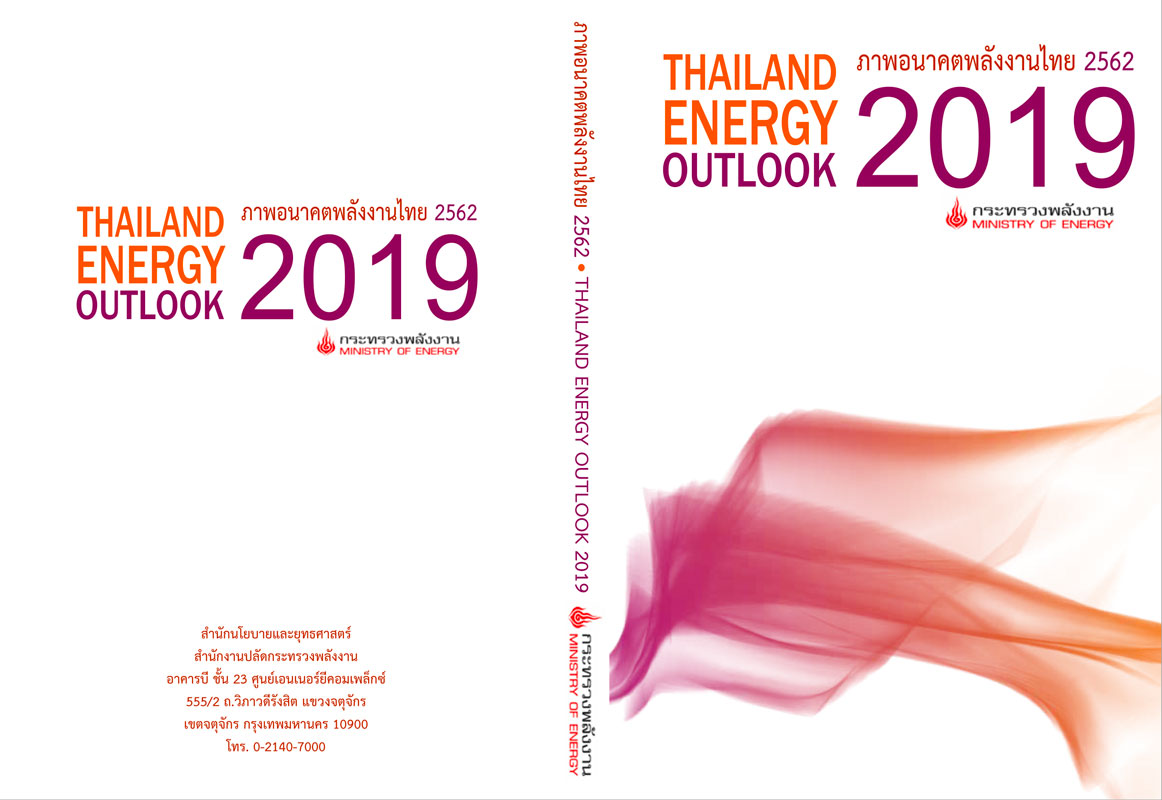 THAILAND
ENERGY
OUTLOOK
ภาพอนาคตพลังงานไทย 2562
2019
กระทรวงพลังงาน
MINISTRY OF ENERGY
สำนักนโยบายและยุทธศาสตร์
สำนักงานปลัดกระทรวงพลังงาน
อาคารบี ชั้น 23 ศูนย์เอนเนอร์ยีคอมเพล็กซ์
555/2 ถ.วิภาวดีรังสิต แขวงจตุจักร
เขตจตุจักร กรุงเทพมหานคร 10900
โทร. 0-2140-7000
ภาพอนาคตพลังงานไทย 2562 • THAILAND ENERGY OUTLOOK 2019
กระทรวงพลังงาน
MINISTRY OF ENERGY
THAILAND
ENERGY
OUTLOOK
ภาพอนาคตพลังงานไทย 2562
2019
กระทรวงพลังงาน
MINISTRY OF ENERGY